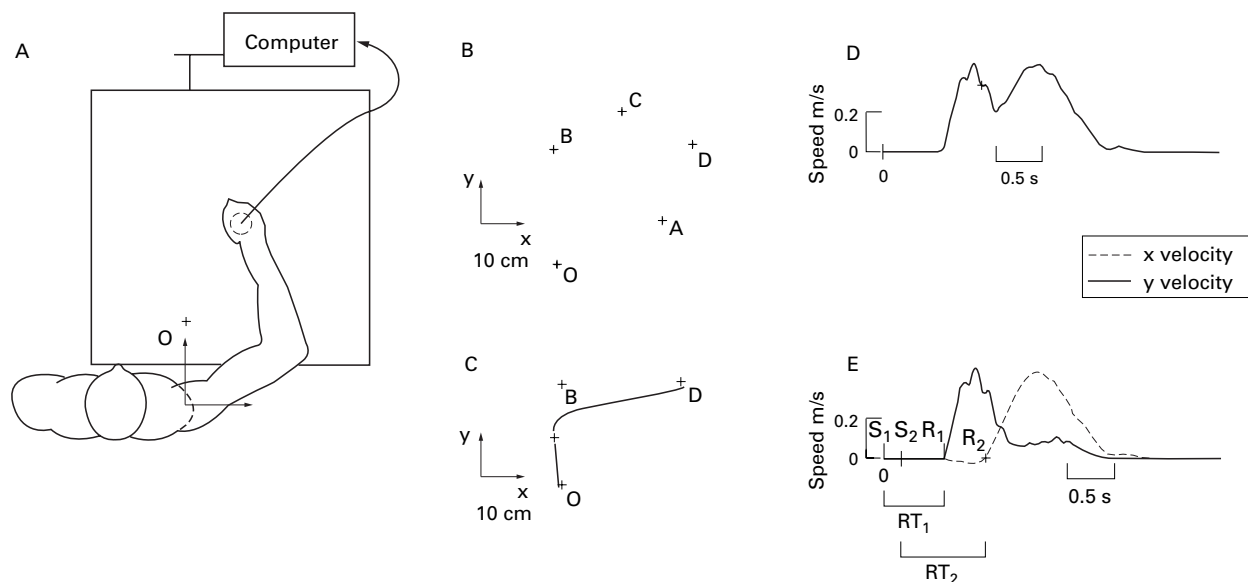 A
Computer
O
B
C
B
D
y
A
x
10 cm
O
C
B
D
y
x
O
10 cm
D
Speed m/s
0.2
0
0
0.5 s
x velocity
y velocity
E
Speed m/s
0.2
S1 S2 R1 R2
0
0
0.5 s
RT1
RT2